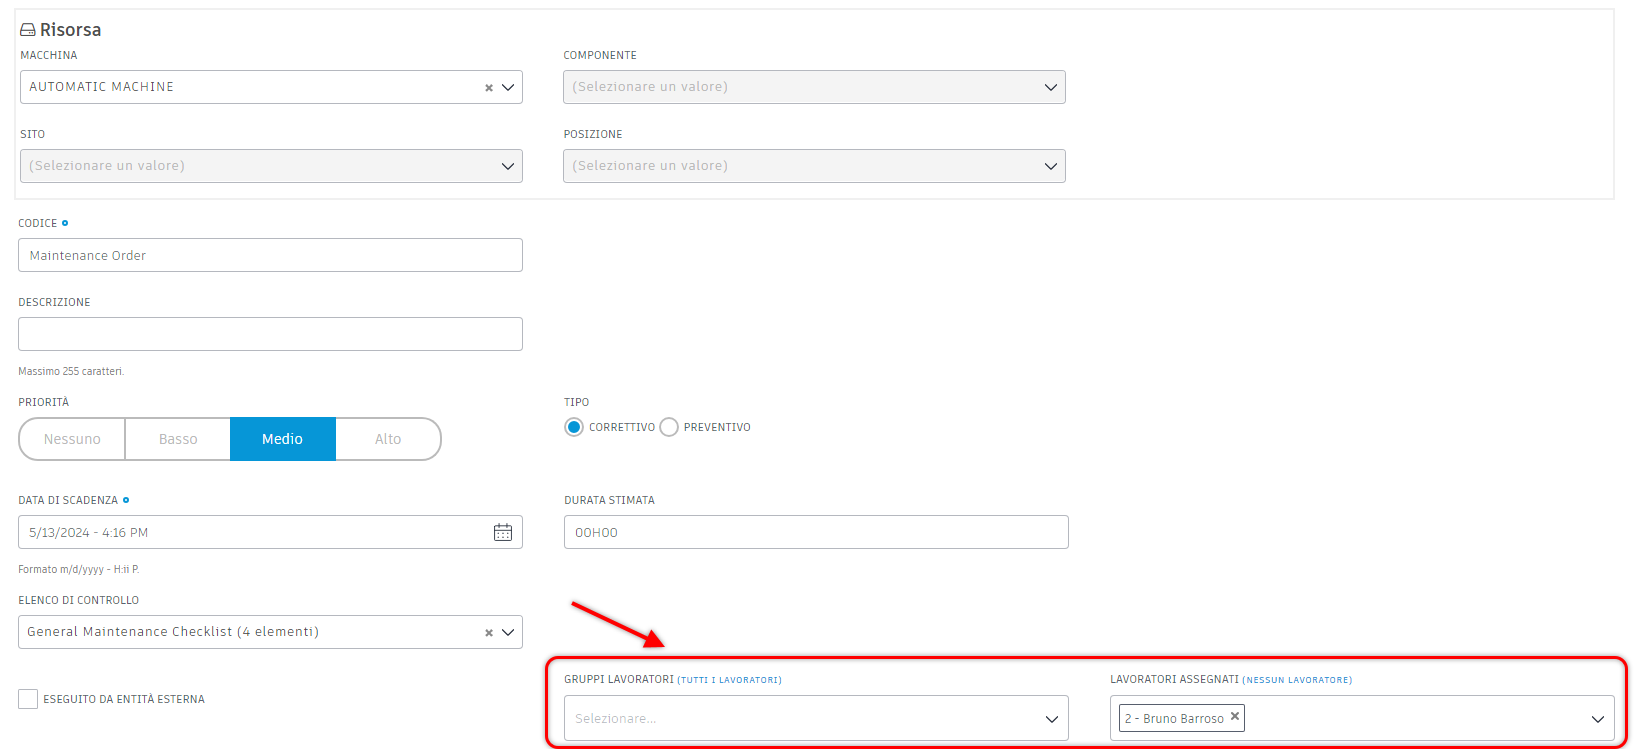 Risorsa
MACCHINA
COMPONENTE
AUTOMATIC MACHINE
(Selezionare un valore)
SITO
POSIZIONE
(Selezionare un valore)
(Selezionare un valore)
CODICE
Maintenance Order
DESCRIZIONE
Massimo 255 caratteri.
PRIORITÀ
TIPO
Nessuno Basso Medio Alto
CORRETTIVO PREVENTIVO
DATA DI SCADENZA
DURATA STIMATA
5/13/2024 - 4:16 PM
00H00
Formato m/d/yyyy - H:ii P.
ELENCO DI CONTROLLO
General Maintenance Checklist (4 elementi)
GRUPPI LAVORATORI (TUTTI I LAVORATORI)
LAVORATORI ASSEGNATI (NESSUN LAVORATORE)
ESEGUITO DA ENTITÀ ESTERNA
Selezionare...
2 - Bruno Barroso